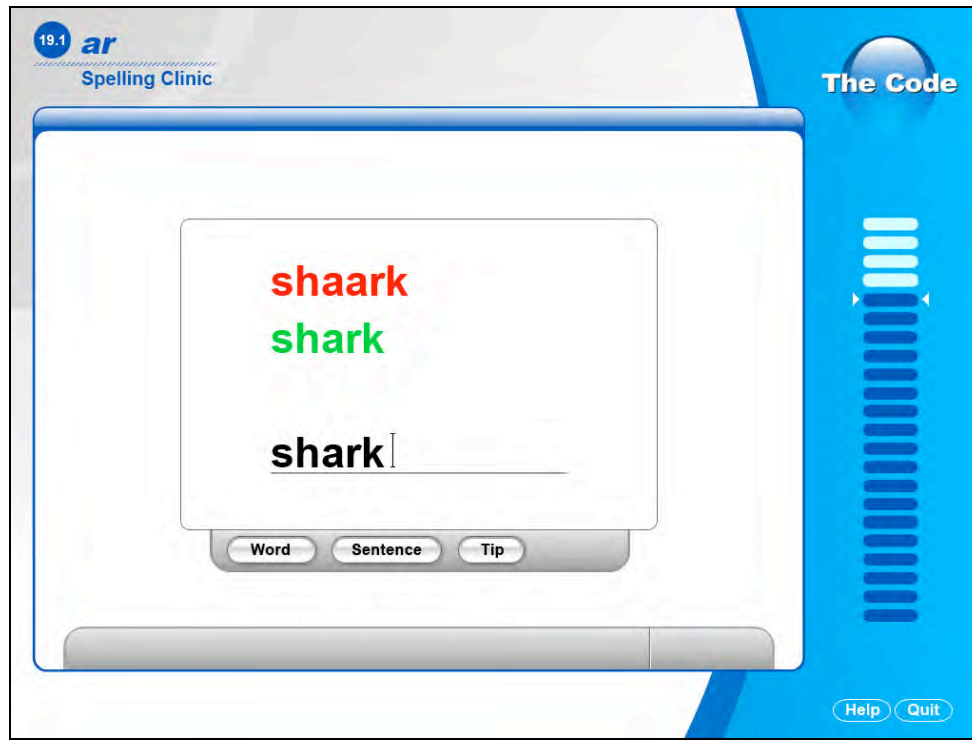 19.1 ar
Spelling Clinic
The Code
shaark
shark
shark
Word Sentence Tip
Help Quit